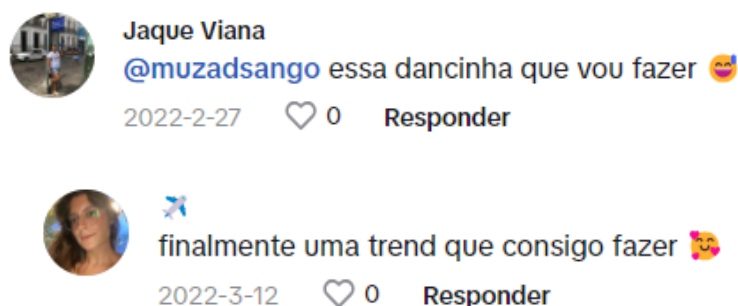 Jaque Viana
@muzadsango essa dancinha que vou fazer 😅
2022-2-27 0 Responder
✈️
finalmente uma trend que consigo fazer 🥰
2022-3-12 0 Responder